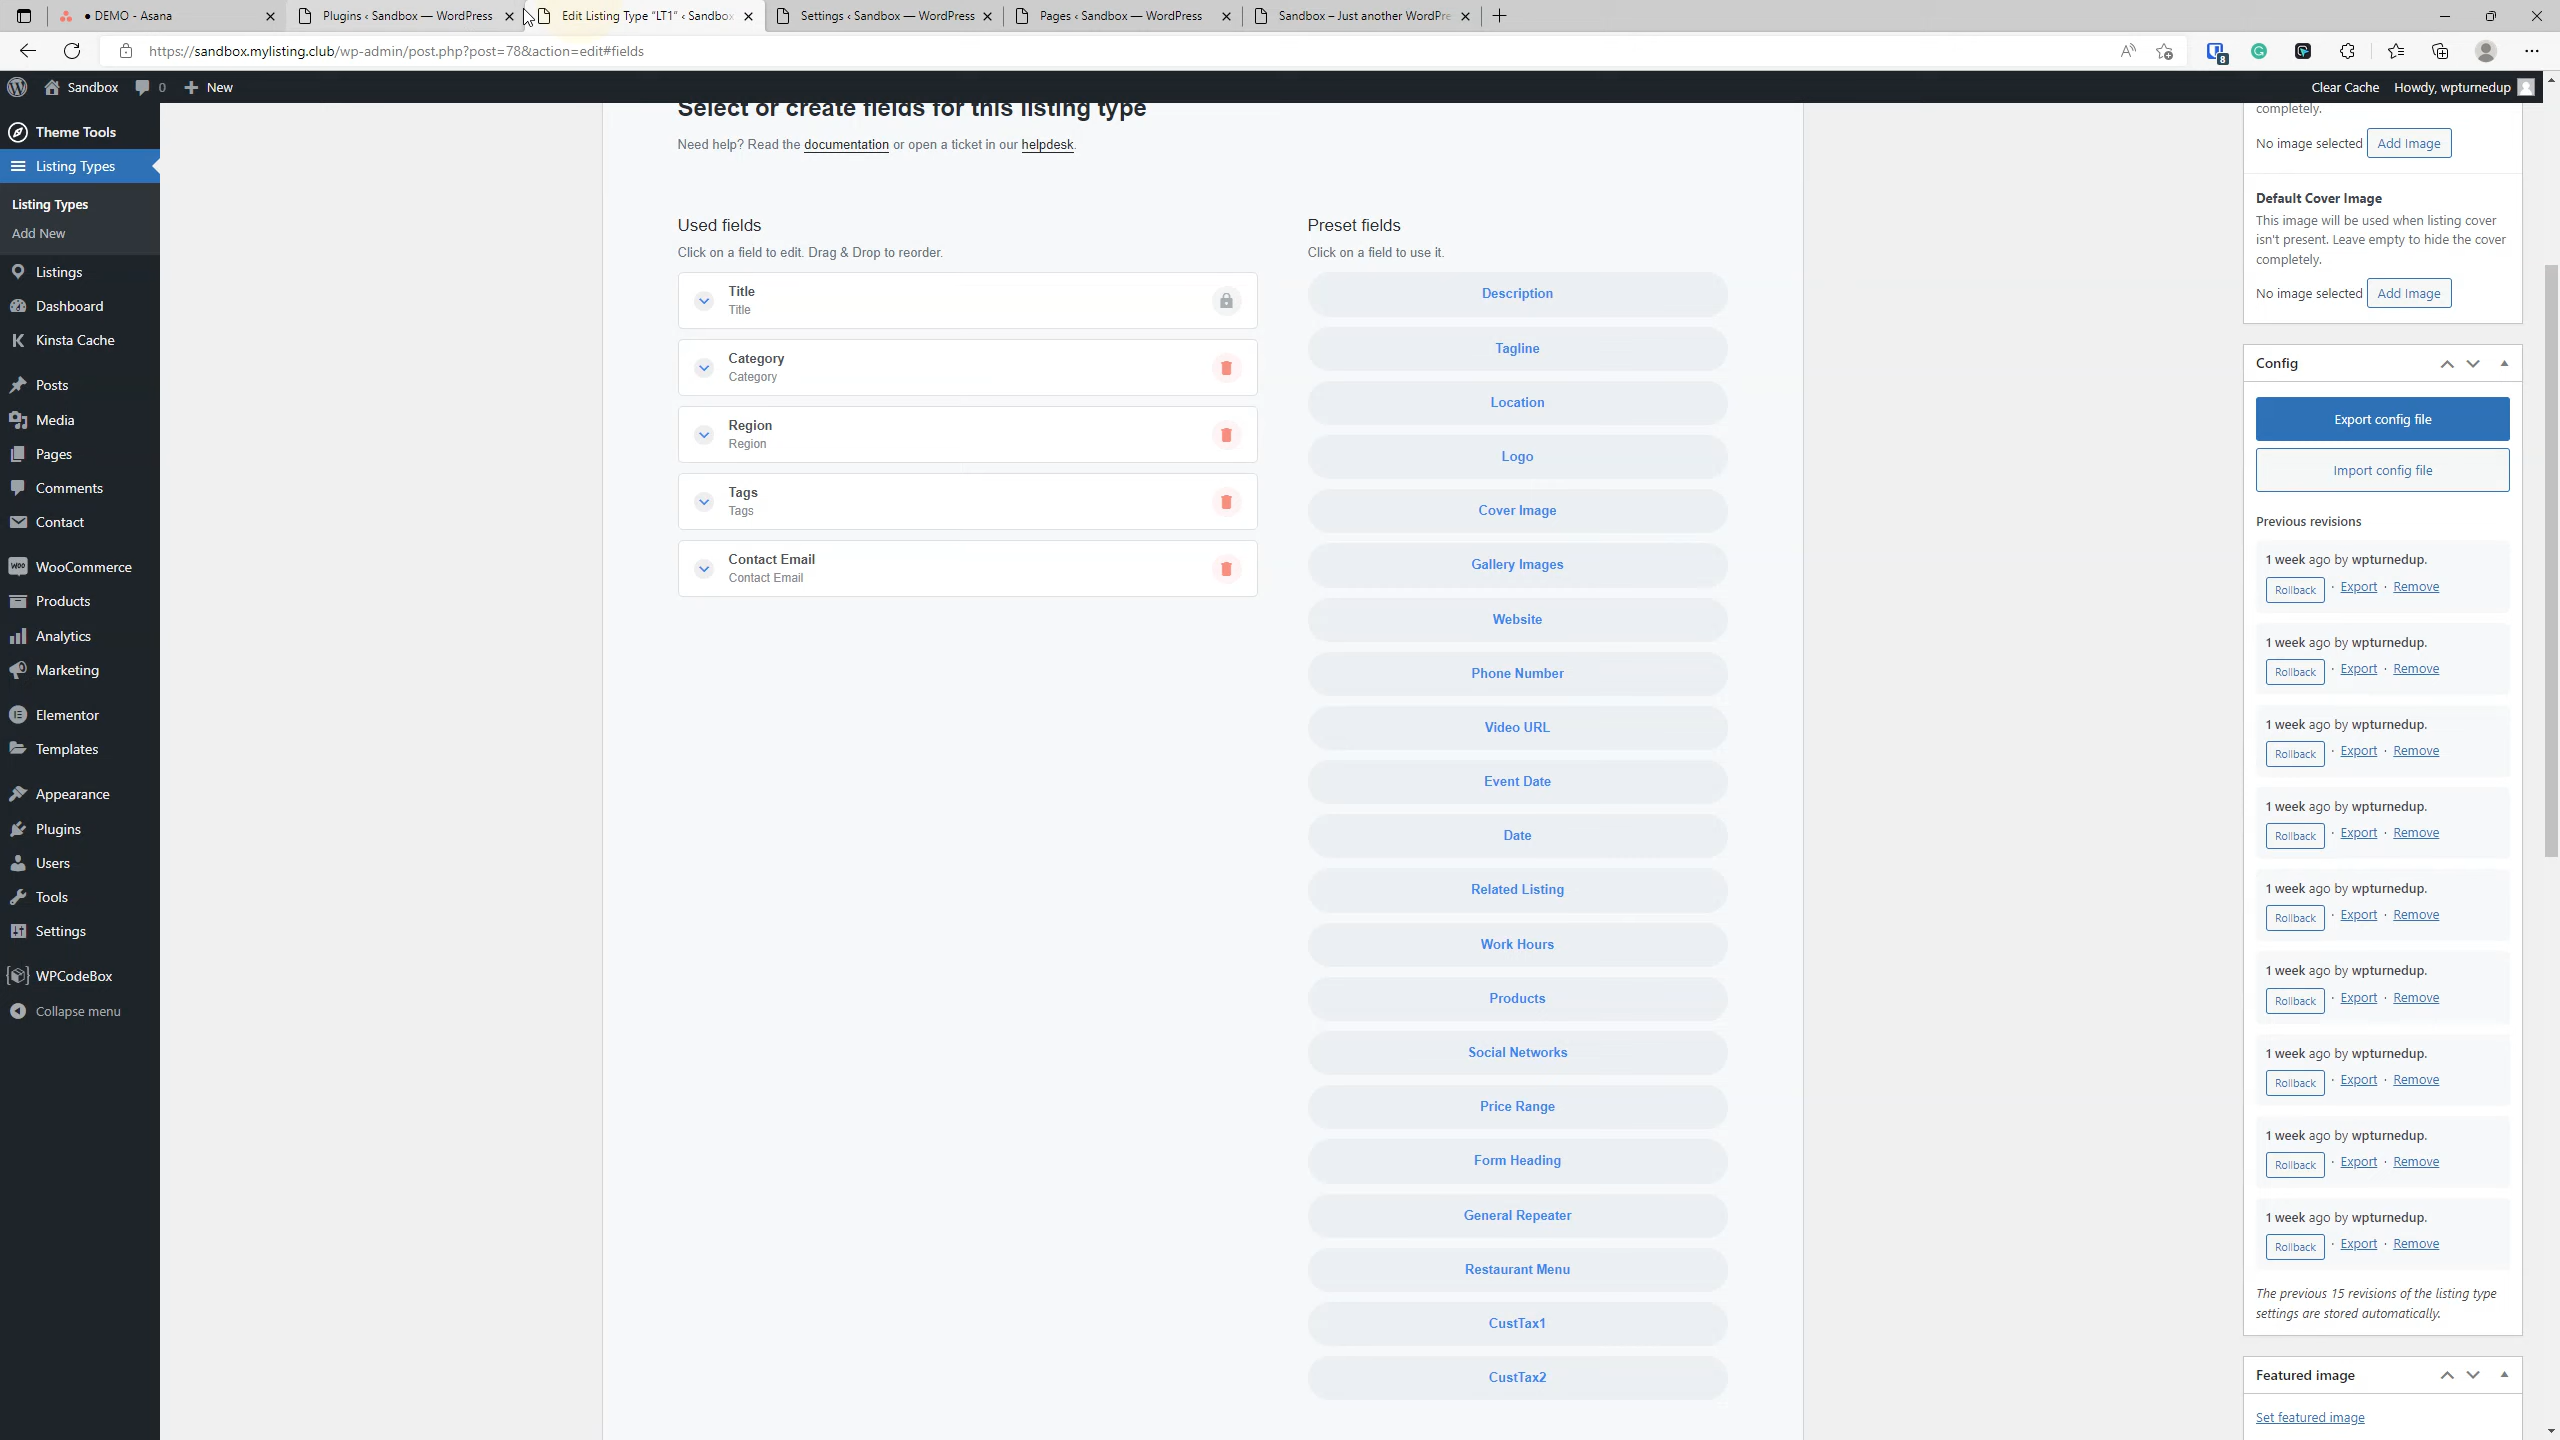 DEMO - Asana
Plugins ‹ Sandbox — WordPress
Edit Listing Type “LT1” ‹ Sandbox
Settings ‹ Sandbox — WordPress
Pages ‹ Sandbox — WordPress
Sandbox – Just another WordPre
https://sandbox.mylisting.club/wp-admin/post.php?post=78&action=edit#fields
8
Sandbox
0
New
Clear Cache
Howdy, wpturnedup
Theme Tools
Listing Types
Listing Types
Add New
Listings
Dashboard
Kinsta Cache
Posts
Media
Pages
Comments
Contact
WooCommerce
Products
Analytics
Marketing
Elementor
Templates
Appearance
Plugins
Users
Tools
Settings
WPCodeBox
Collapse menu
Select or create fields for this listing type
Need help? Read the documentation or open a ticket in our helpdesk.
Used fields
Click on a field to edit. Drag & Drop to reorder.
Title
Title
Category
Category
Region
Region
Tags
Tags
Contact Email
Contact Email
Preset fields
Click on a field to use it.
Description
Tagline
Location
Logo
Cover Image
Gallery Images
Website
Phone Number
Video URL
Event Date
Date
Related Listing
Work Hours
Products
Social Networks
Price Range
Form Heading
General Repeater
Restaurant Menu
CustTax1
CustTax2
completely.
No image selected Add Image
Default Cover Image
This image will be used when listing cover
isn't present. Leave empty to hide the cover
completely.
No image selected Add Image
Config
Export config file
Import config file
Previous revisions
1 week ago by wpturnedup.
Rollback · Export · Remove
1 week ago by wpturnedup.
Rollback · Export · Remove
1 week ago by wpturnedup.
Rollback · Export · Remove
1 week ago by wpturnedup.
Rollback · Export · Remove
1 week ago by wpturnedup.
Rollback · Export · Remove
1 week ago by wpturnedup.
Rollback · Export · Remove
1 week ago by wpturnedup.
Rollback · Export · Remove
1 week ago by wpturnedup.
Rollback · Export · Remove
1 week ago by wpturnedup.
Rollback · Export · Remove
The previous 15 revisions of the listing type
settings are stored automatically.
Featured image
Set featured image